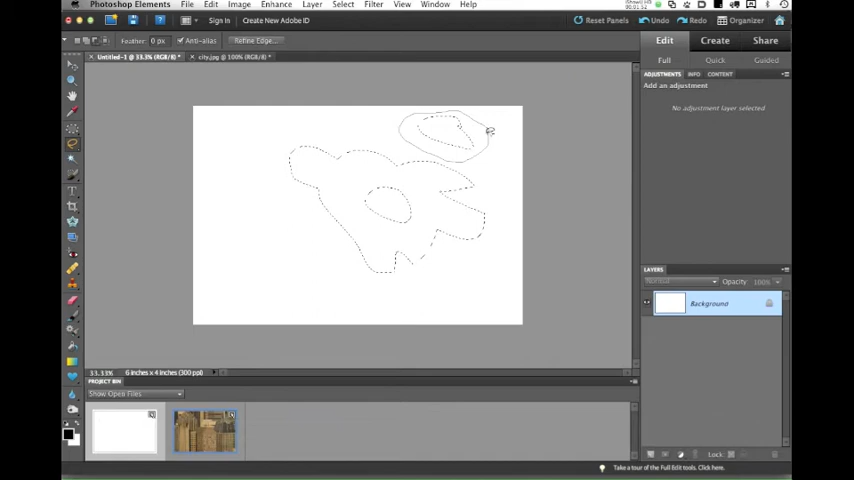 Photoshop Elements File Edit Image Enhance Layer Select Filter View Window Help
Sign In Create New Adobe ID Reset Panels Undo Redo Organizer
Feather: 0 px Anti-alias Refine Edge... Edit Create Share
Untitled-1 @ 33.3% (RGB/8) * city.jpg @ 100% (RGB/8) * Full Quick Guided
ADJUSTMENTS INFO CONTENT
Add an adjustment
No adjustment layer selected
LAYERS
Normal Opacity 100%
Background
33.33% 6 inches x 4 inches (300 ppi)
PROJECT BIN
Show Open Files
Lock:
Take a tour of the Full Edit tools. Click here.